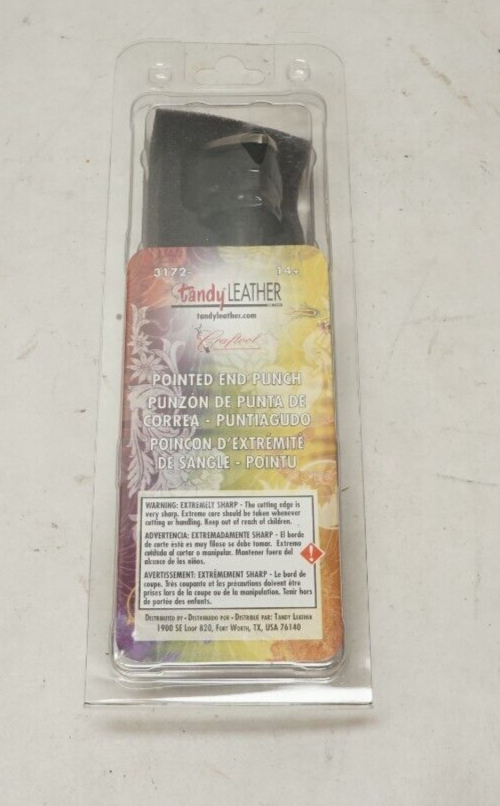 3172- 14+
tandy LEATHER
tandyleather.com
Craftool
POINTED END PUNCH
PUNZÓN DE PUNTA DE
CORREA - PUNTIAGUDO
POINÇON D'EXTRÉMITÉ
DE SANGLE - POINTU
WARNING: EXTREMELY SHARP - The cutting edge is
very sharp. Extreme care should be taken whenever
cutting or handling. Keep out of reach of children.
ADVERTENCIA: EXTREMADAMENTE SHARP - El borde
de corte está es muy filoso se debe tomar. Extremo
cuidado al cortar o manipular. Mantener fuera del
alcance de los niños.
AVERTISSEMENT: EXTRÊMEMENT SHARP - Le bord de
coupe. Très coupante et les précautions doivent être
prises lors de la coupe ou de la manipulation. Tenir hors
de portée des enfants.
DISTRIBUTED BY - DISTRIBUIDO POR - DISTRIBUÉ PAR: TANDY LEATHER
1900 SE LOOP 820, FORT WORTH, TX, USA 76140